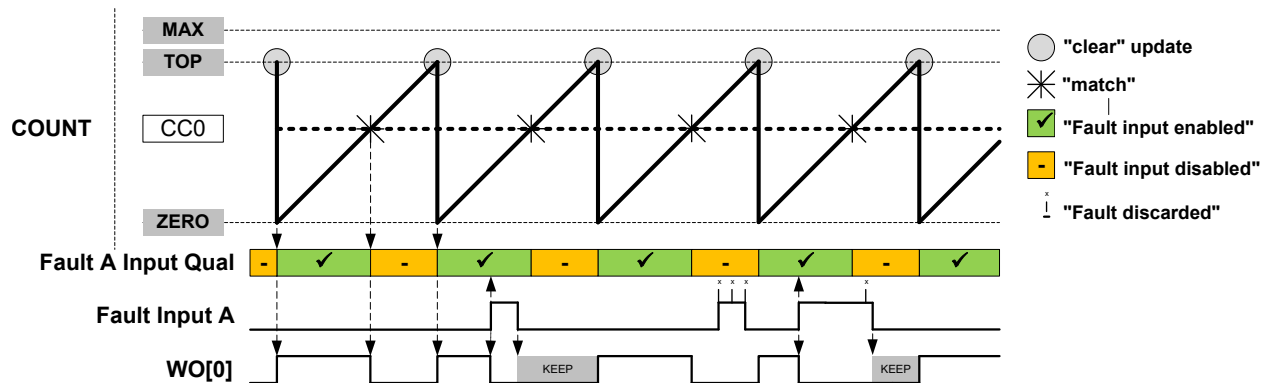 MAX
"clear" update
TOP
"match"
COUNT
CC0
"Fault input enabled"
"Fault input disabled"
x
"Fault discarded"
ZERO
Fault A Input Qual
- ✓ - ✓ - ✓ - ✓ - ✓
x x x x
Fault Input A
WO[0]
KEEP KEEP